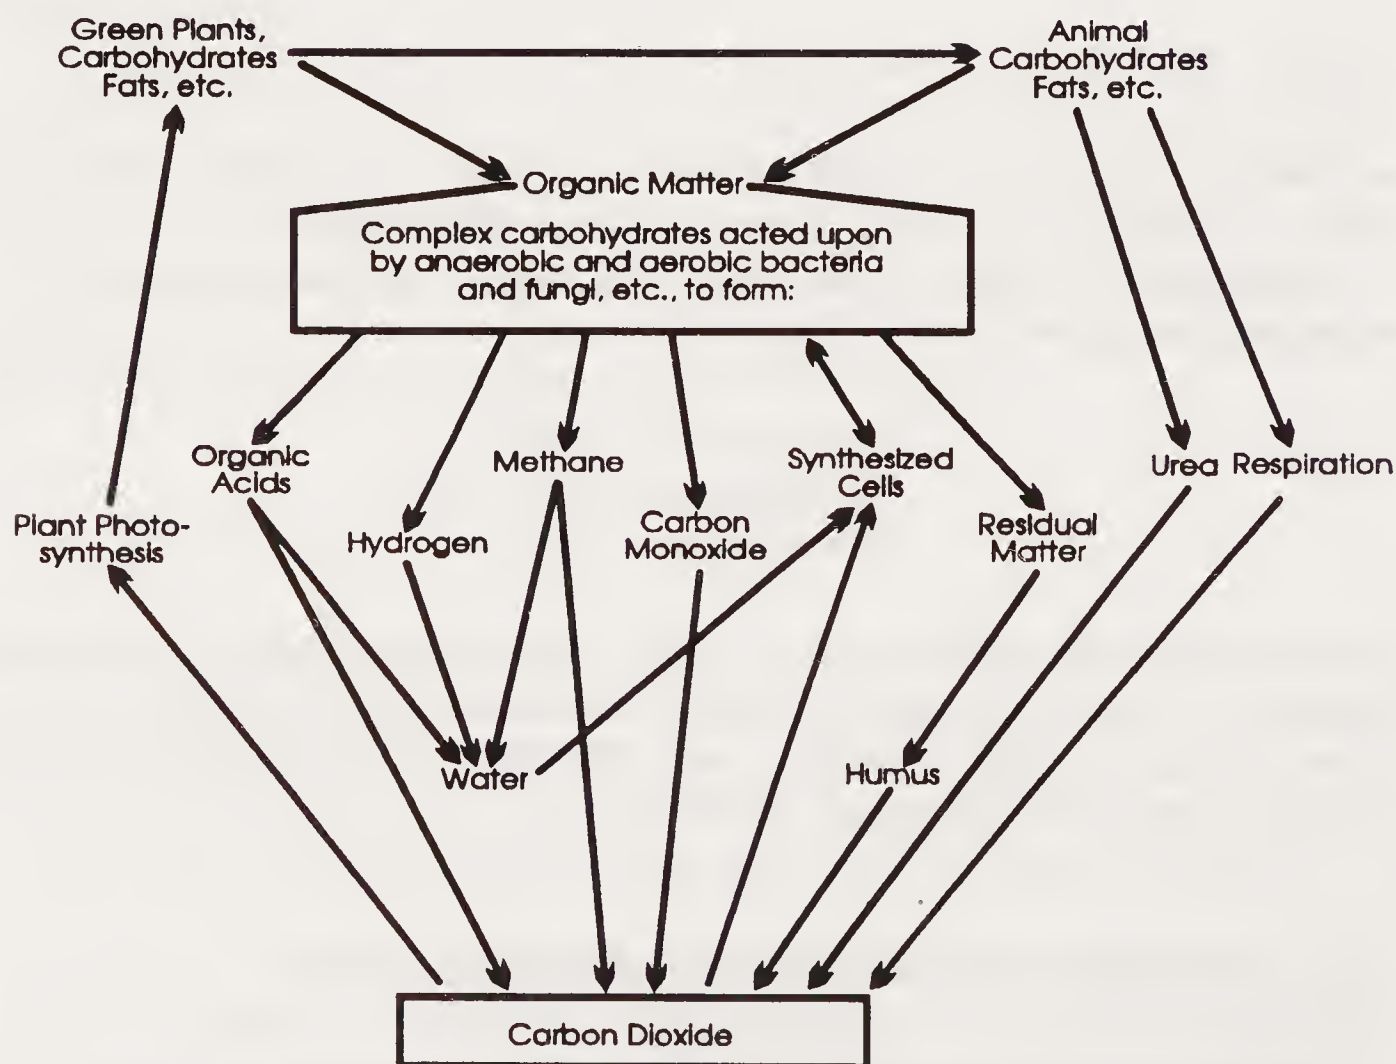 Green Plants,
Carbohydrates
Fats, etc.
Animal
Carbohydrates
Fats, etc.
Organic Matter
Complex carbohydrates acted upon
by anaerobic and aerobic bacteria
and fungi, etc., to form:
Organic
Acids
Methane
Synthesized
Cells
Urea Respiration
Plant Photo-
synthesis
Hydrogen
Carbon
Monoxide
Residual
Matter
Water
Humus
Carbon Dioxide